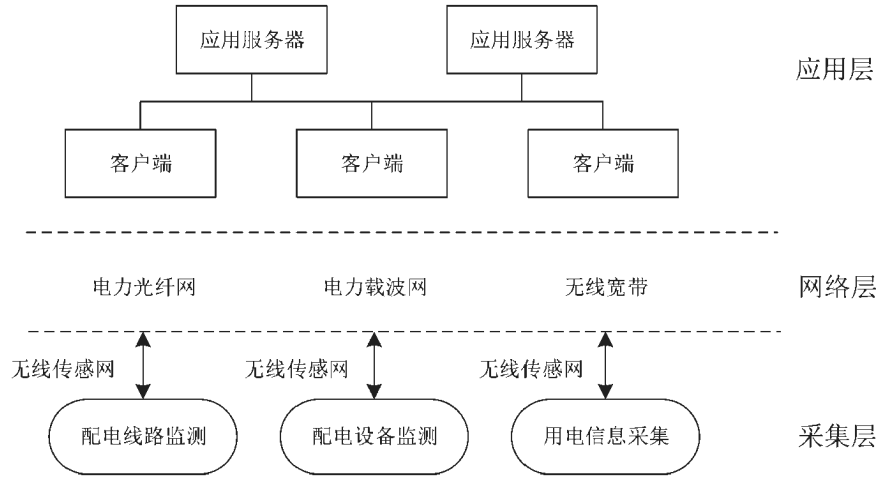 应用服务器
应用服务器
应用层
客户端
客户端
客户端
电力光纤网
电力载波网
无线宽带
网络层
无线传感网
无线传感网
无线传感网
配电线路监测
配电设备监测
用电信息采集
采集层